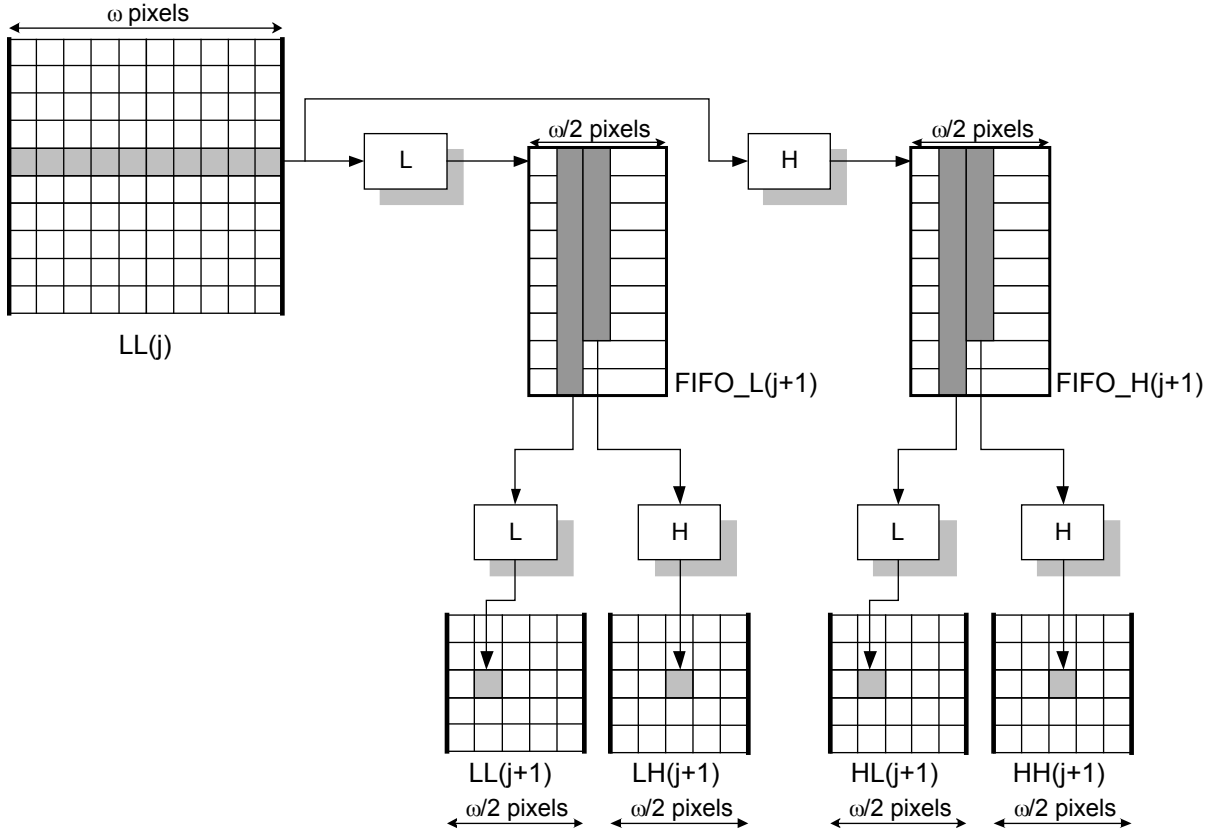 ω pixels
LL(j)
L
ω/2 pixels
FIFO_L(j+1)
H
ω/2 pixels
FIFO_H(j+1)
L
H
L
H
LL(j+1)
LH(j+1)
HL(j+1)
HH(j+1)
ω/2 pixels
ω/2 pixels
ω/2 pixels
ω/2 pixels